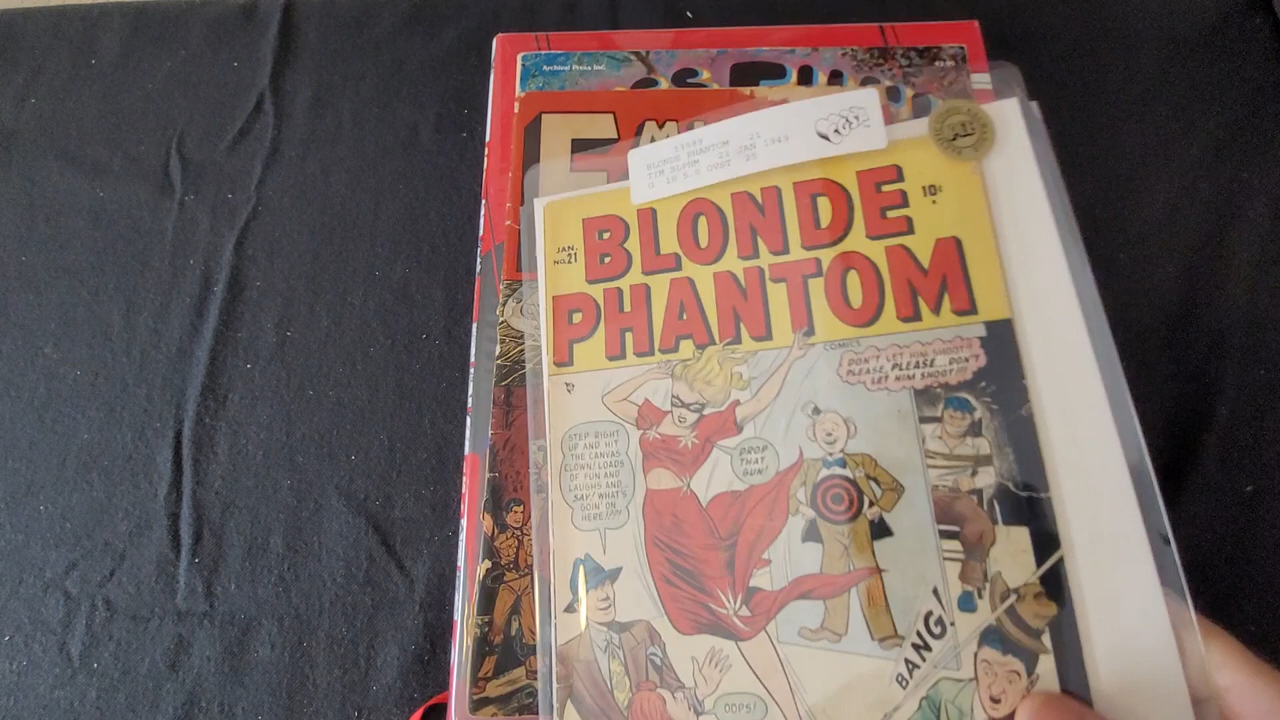 Archival Press Inc.
BLONDE PHANTOM 21
TIM BLPHM 21 JAN 1949
BLONDE
PHANTOM
COMICS
10¢
JAN.
NO.21
DON'T LET HIM SHOOT!!
PLEASE, PLEASE... DON'T
LET HIM SHOOT!!!
STEP RIGHT
UP AND HIT
THE CANVAS
CLOWN! LOADS
OF FUN AND
LAUGHS AND...
SAY! WHAT'S
GOIN' ON
HERE!??!
DROP
THAT
GUN!
BANG!
OOPS!